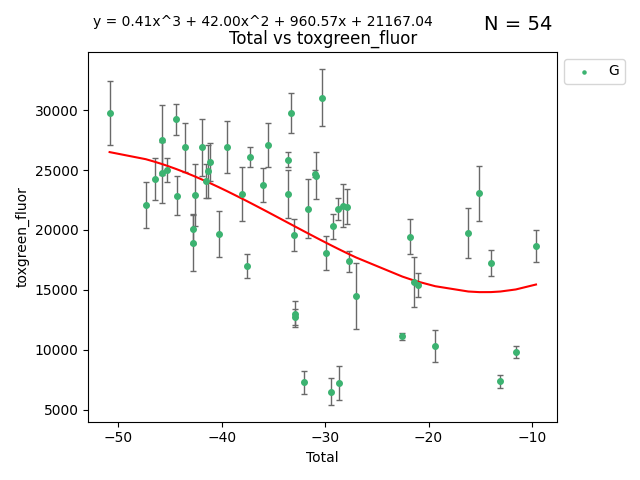 y = 0.41x^3 + 42.00x^2 + 960.57x + 21167.04
N = 54
Total vs toxgreen_fluor
G
30000
25000
20000
15000
10000
5000
toxgreen_fluor
−50
−40
−30
−20
−10
Total